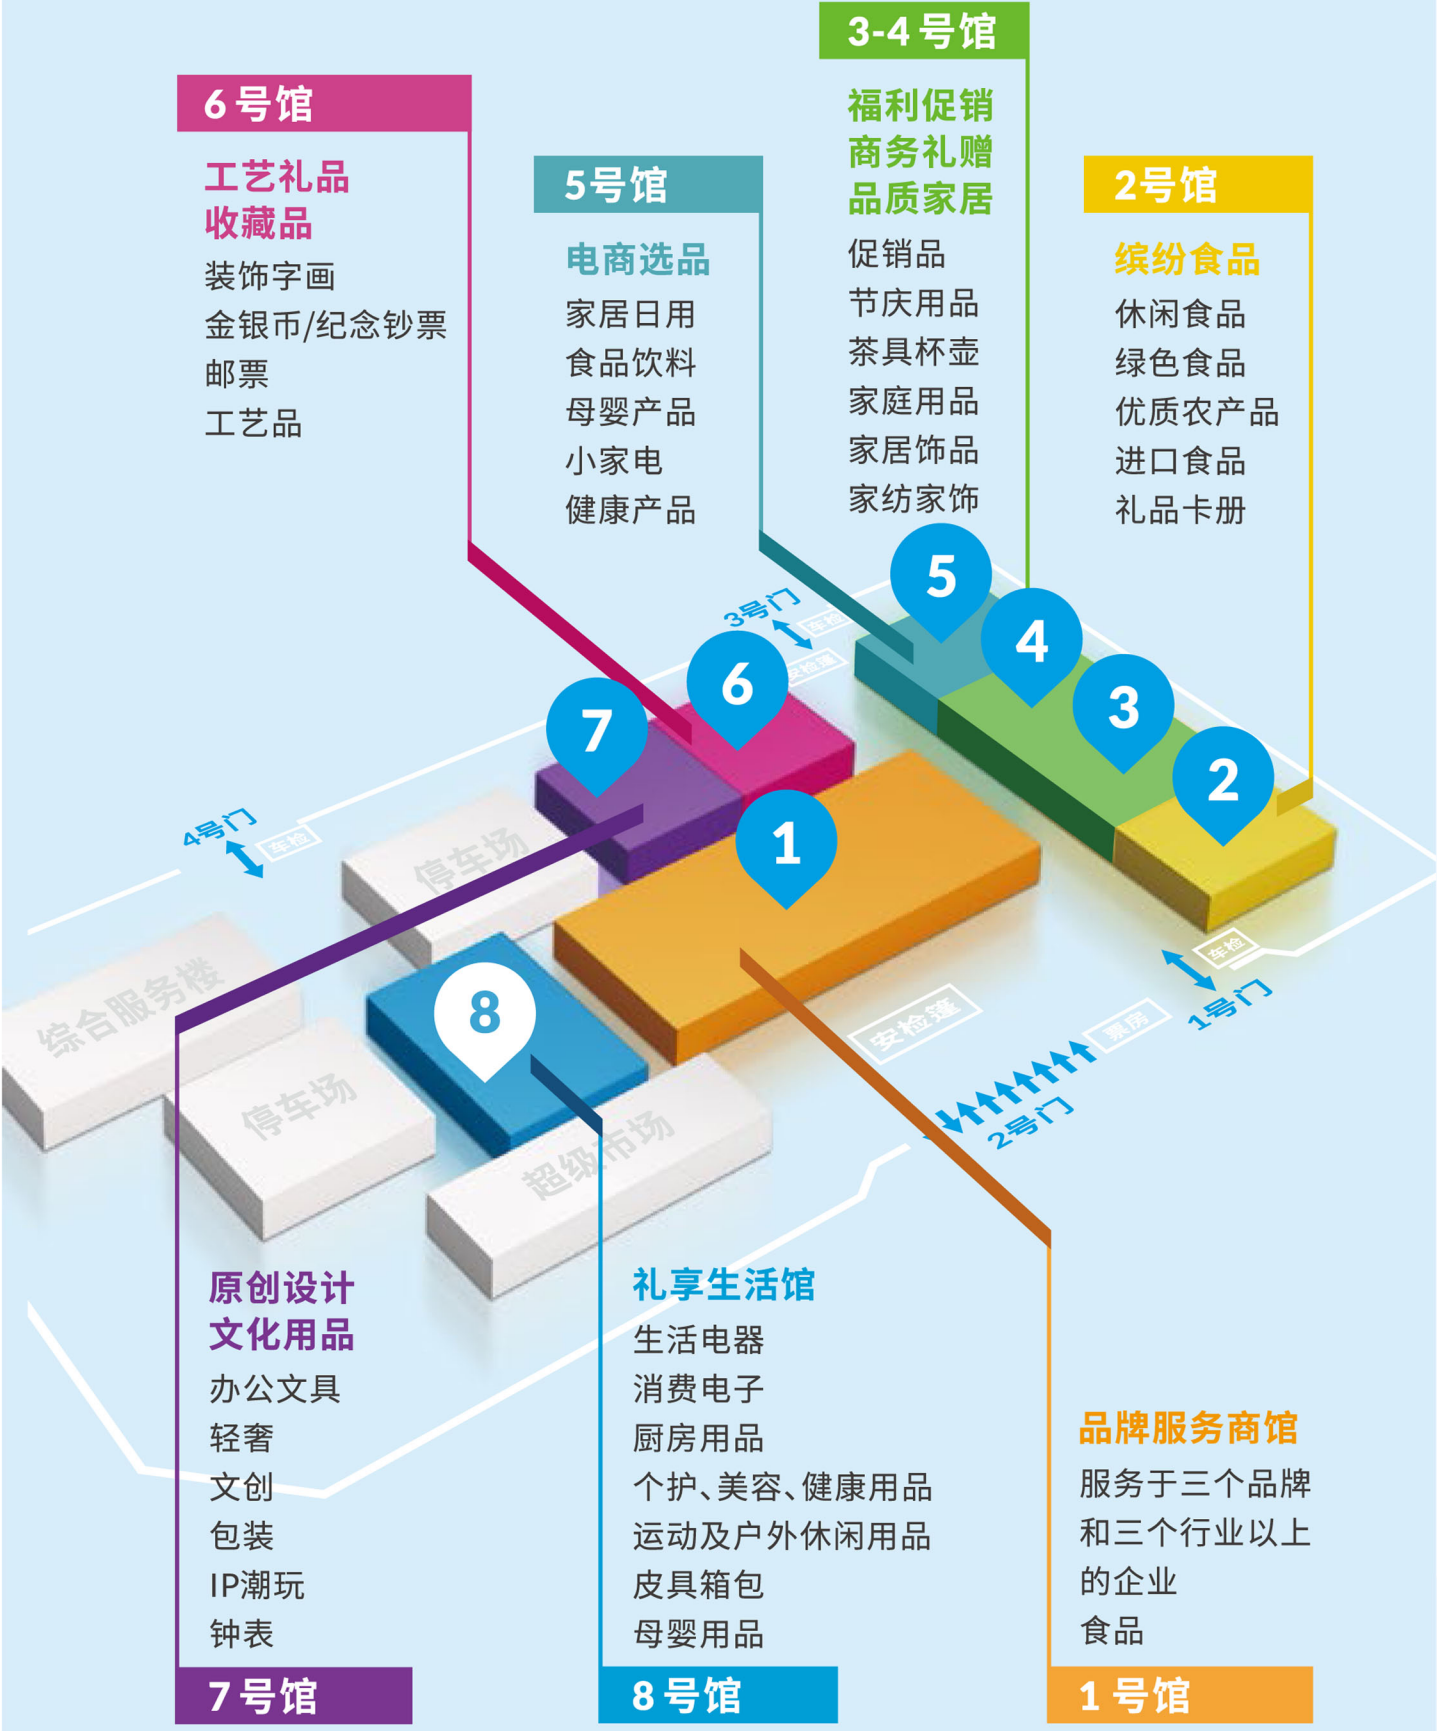 3-4 号馆
福利促销
商务礼赠
品质家居
促销品
节庆用品
茶具杯壶
家庭用品
家居饰品
家纺家饰
6 号馆
工艺礼品
收藏品
装饰字画
金银币/纪念钞票
邮票
工艺品
5号馆
电商选品
家居日用
食品饮料
母婴产品
小家电
健康产品
2号馆
缤纷食品
休闲食品
绿色食品
优质农产品
进口食品
礼品卡册
5
4
3
2
6
7
1
8
3号门
车检
安检篷
4号门
车检
停车场
综合服务楼
停车场
超级市场
安检篷
票房
车检
1号门
2号门
原创设计
文化用品
办公文具
轻奢
文创
包装
IP潮玩
钟表
7 号馆
礼享生活馆
生活电器
消费电子
厨房用品
个护、美容、健康用品
运动及户外休闲用品
皮具箱包
母婴用品
8 号馆
品牌服务商馆
服务于三个品牌
和三个行业以上
的企业
食品
1 号馆